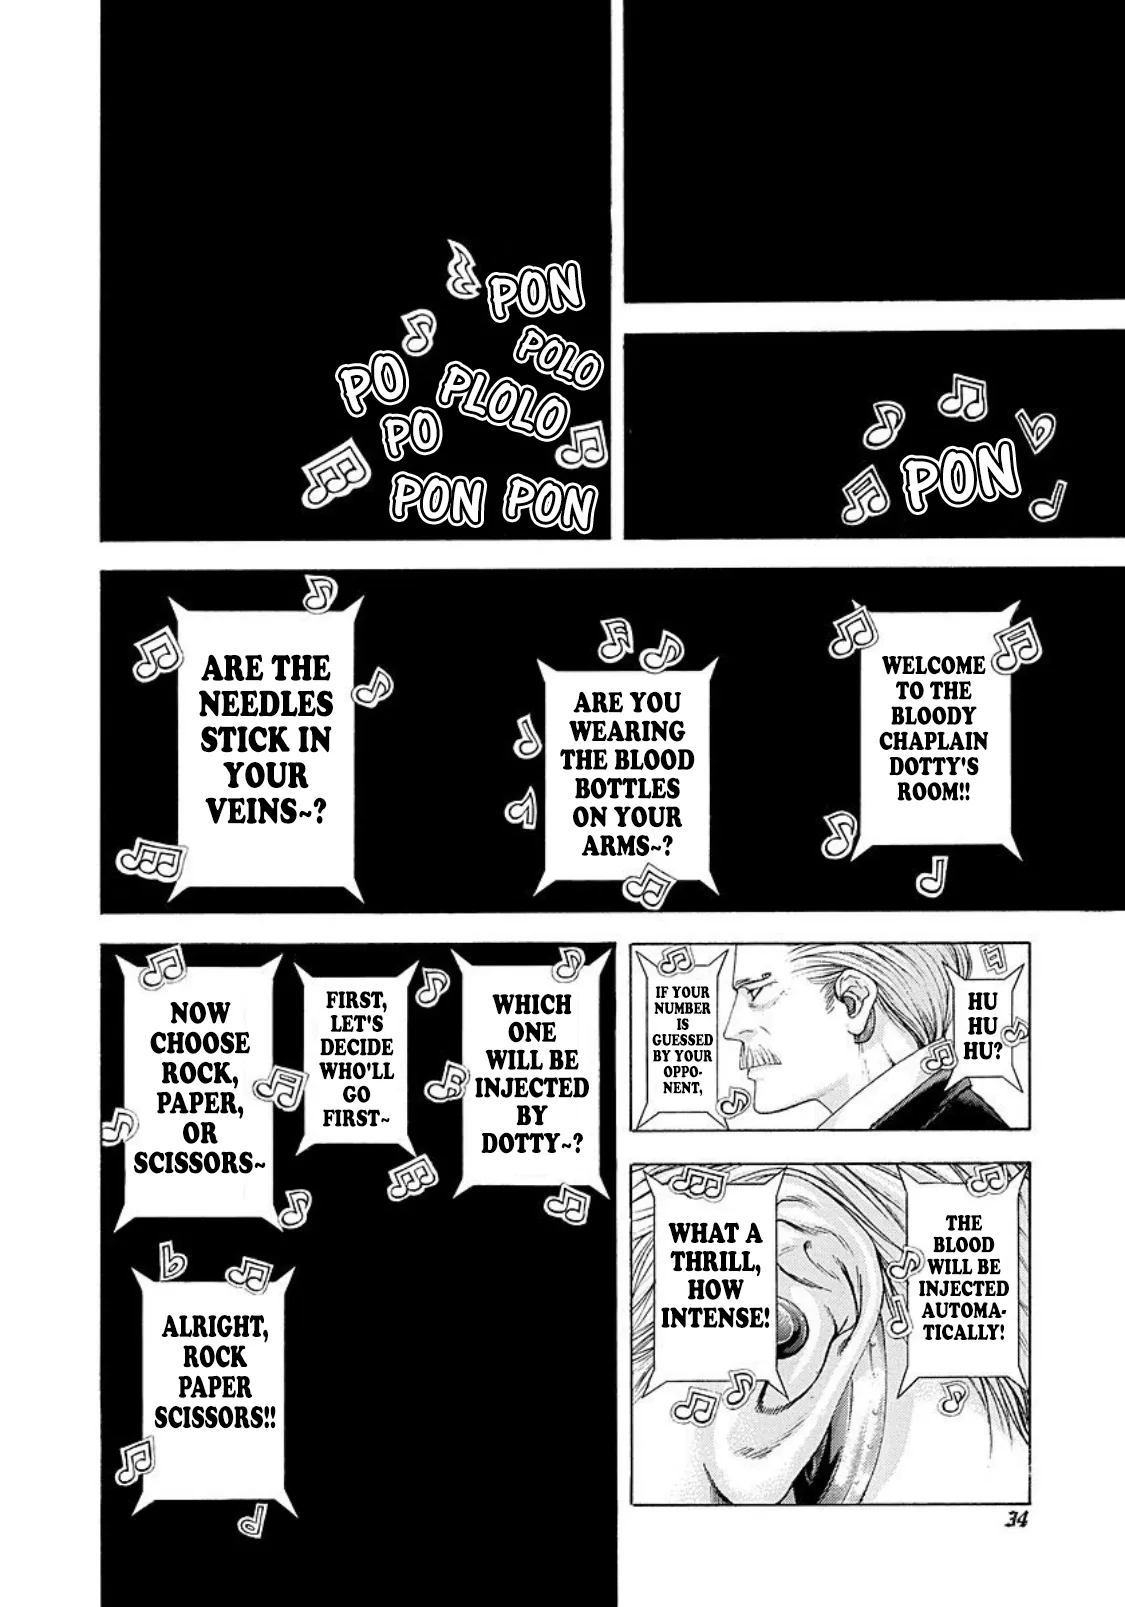 PON
PON
POLO
PLOLO
PO
PO
PON PON
WELCOME
TO THE
BLOODY
CHAPLAIN
DOTTY'S
ROOM!!
ARE YOU
WEARING
THE BLOOD
BOTTLES
ON YOUR
ARMS~?
ARE THE
NEEDLES
STICK IN
YOUR
VEINS~?
HU
HU
HU?
IF YOUR
NUMBER
IS
GUESSED
BY YOUR
OPPO-
NENT,
THE
BLOOD
WILL BE
INJECTED
AUTOMA-
TICALLY!
WHAT A
THRILL,
HOW
INTENSE!
WHICH
ONE
WILL BE
INJECTED
BY
DOTTY~?
FIRST,
LET'S
DECIDE
WHO'LL
GO
FIRST~
NOW
CHOOSE
ROCK,
PAPER,
OR
SCISSORS~
ALRIGHT,
ROCK
PAPER
SCISSORS!!
34